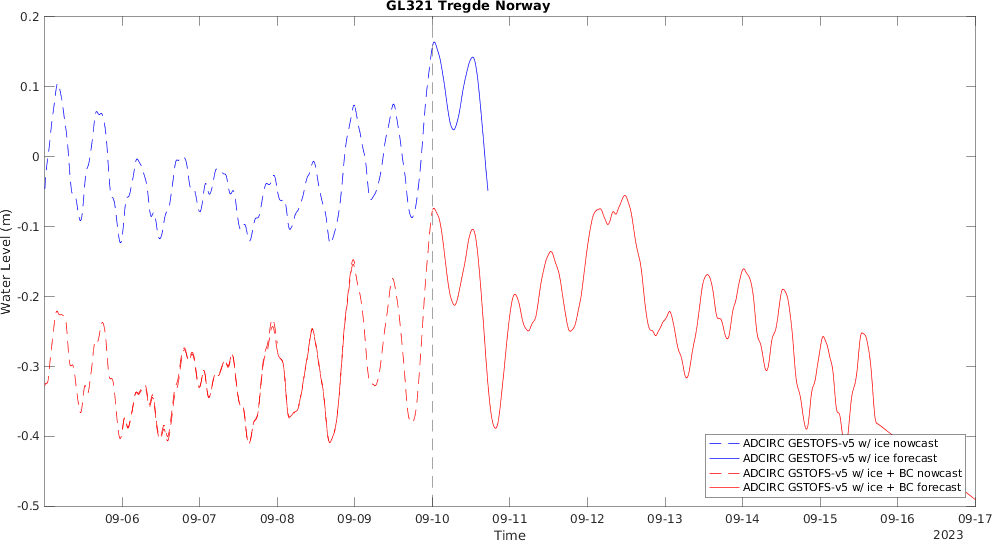 GL321 Tregde Norway
0.2
0.1
0
-0.1
-0.2
-0.3
-0.4
-0.5
Water Level (m)
ADCIRC GESTOFS-v5 w/ ice nowcast
ADCIRC GESTOFS-v5 w/ ice forecast
ADCIRC GSTOFS-v5 w/ ice + BC nowcast
ADCIRC GSTOFS-v5 w/ ice + BC forecast
09-06 09-07 09-08 09-09 09-10 09-11 09-12 09-13 09-14 09-15 09-16 09-17
Time
2023